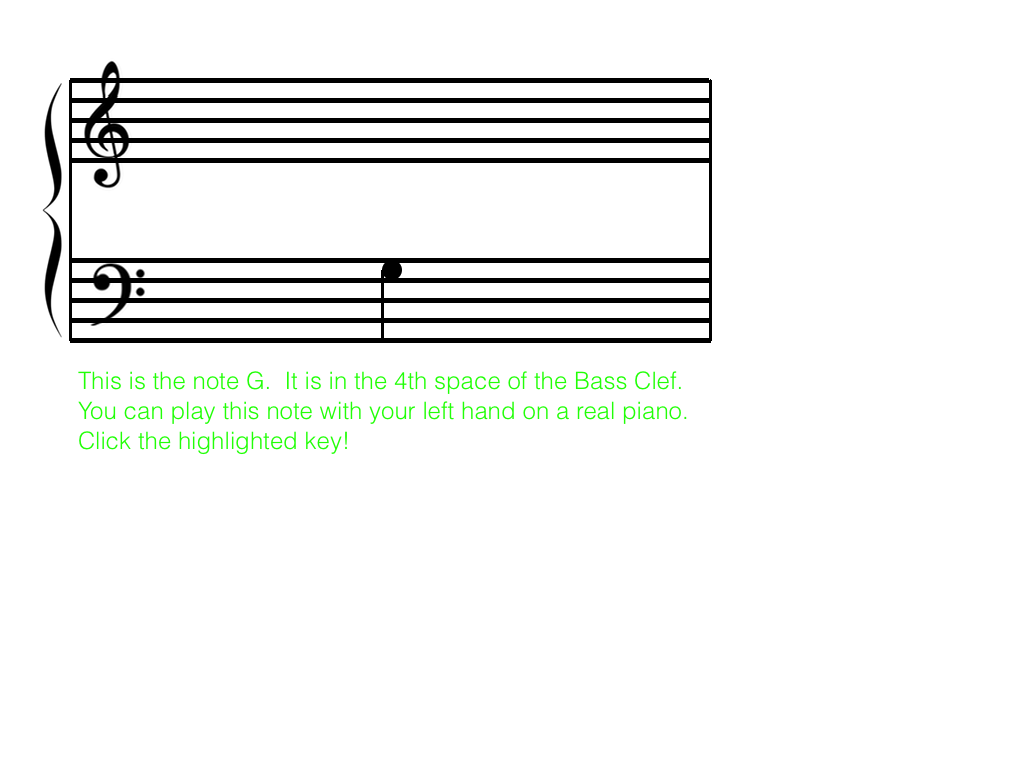 This is the note G.  It is in the 4th space of the Bass Clef.
You can play this note with your left hand on a real piano.
Click the highlighted key!